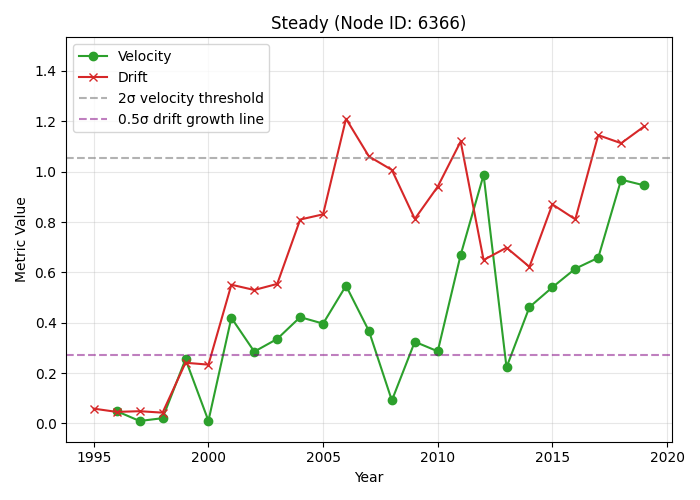 Steady (Node ID: 6366)
Velocity
Drift
2σ velocity threshold
0.5σ drift growth line
Metric Value
1.4
1.2
1.0
0.8
0.6
0.4
0.2
0.0
1995 2000 2005 2010 2015 2020
Year